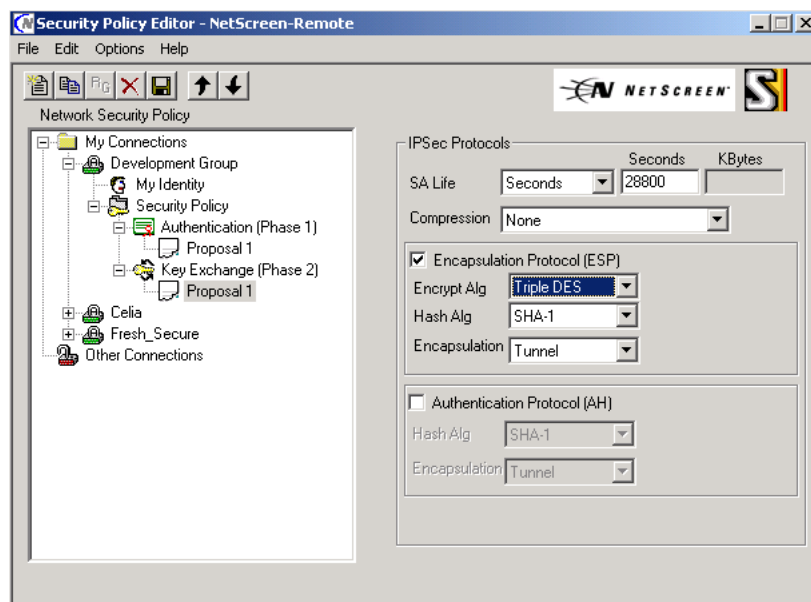 Security Policy Editor - NetScreen-Remote
File Edit Options Help
RG
NETSCREEN
Network Security Policy
My Connections
Development Group
My Identity
Security Policy
Authentication (Phase 1)
Proposal 1
Key Exchange (Phase 2)
Proposal 1
Celia
Fresh_Secure
Other Connections
IPSec Protocols
Seconds KBytes
SA Life Seconds 28800
Compression None
Encapsulation Protocol (ESP)
Encrypt Alg Triple DES
Hash Alg SHA-1
Encapsulation Tunnel
Authentication Protocol (AH)
Hash Alg SHA-1
Encapsulation Tunnel